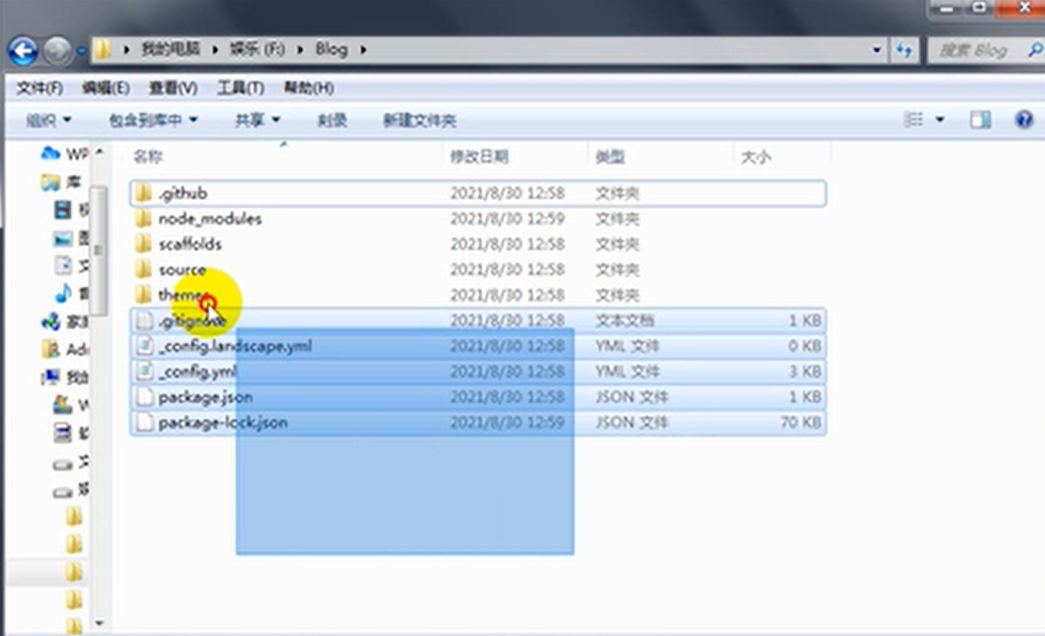 我的电脑 娱乐 (F:) Blog
搜索 Blog
文件(F) 编辑(E) 查看(V) 工具(T) 帮助(H)
组织 包含到库中 共享 刻录 新建文件夹
名称 修改日期 类型 大小
WP
库
.github 2021/8/30 12:58 文件夹
node_modules 2021/8/30 12:59 文件夹
scaffolds 2021/8/30 12:58 文件夹
source 2021/8/30 12:58 文件夹
themes 2021/8/30 12:58 文件夹
.gitignore 2021/8/30 12:58 文本文档 1 KB
_config.landscape.yml 2021/8/30 12:58 YML 文件 0 KB
_config.yml 2021/8/30 12:58 YML 文件 3 KB
package.json 2021/8/30 12:58 JSON 文件 1 KB
package-lock.json 2021/8/30 12:59 JSON 文件 70 KB